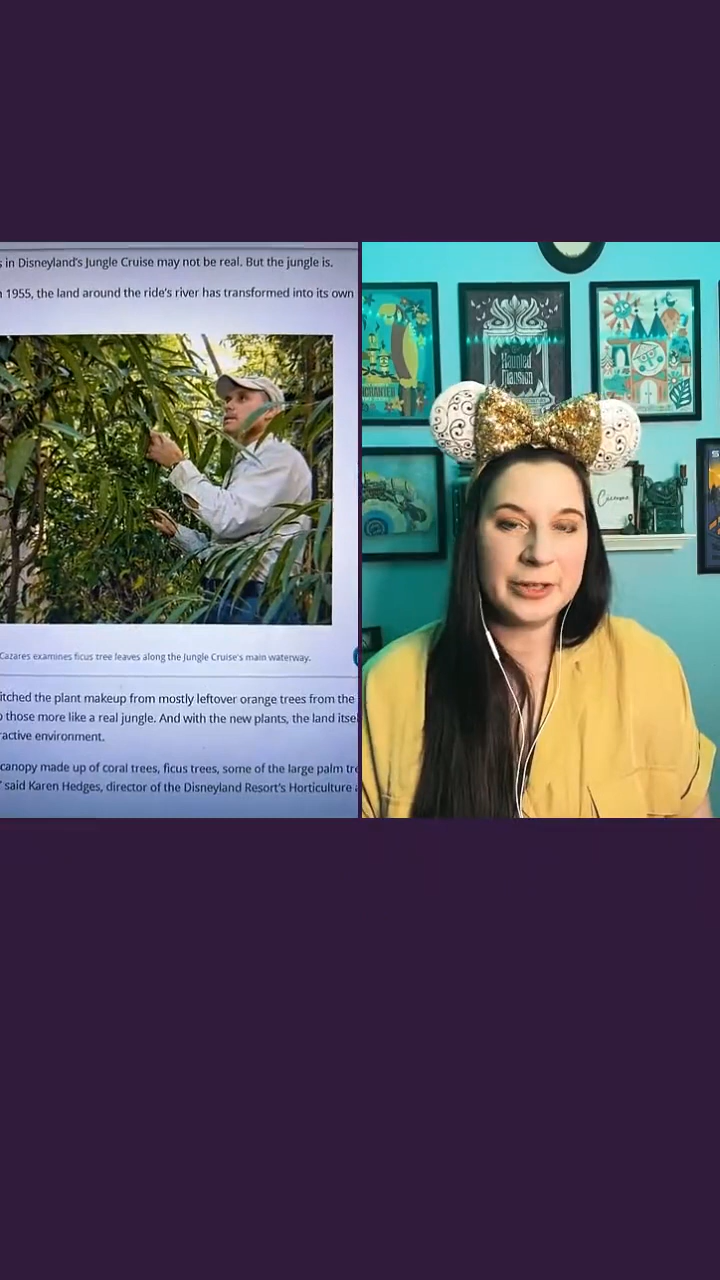 in Disneyland's Jungle Cruise may not be real. But the jungle is.
1955, the land around the ride's river has transformed into its own
Cazares examines ficus tree leaves along the Jungle Cruise's main waterway.
itched the plant makeup from mostly leftover orange trees from the
those more like a real jungle. And with the new plants, the land itsel
ractive environment.
canopy made up of coral trees, ficus trees, some of the large palm tr
said Karen Hedges, director of the Disneyland Resort's Horticulture
Haunted
Mansion